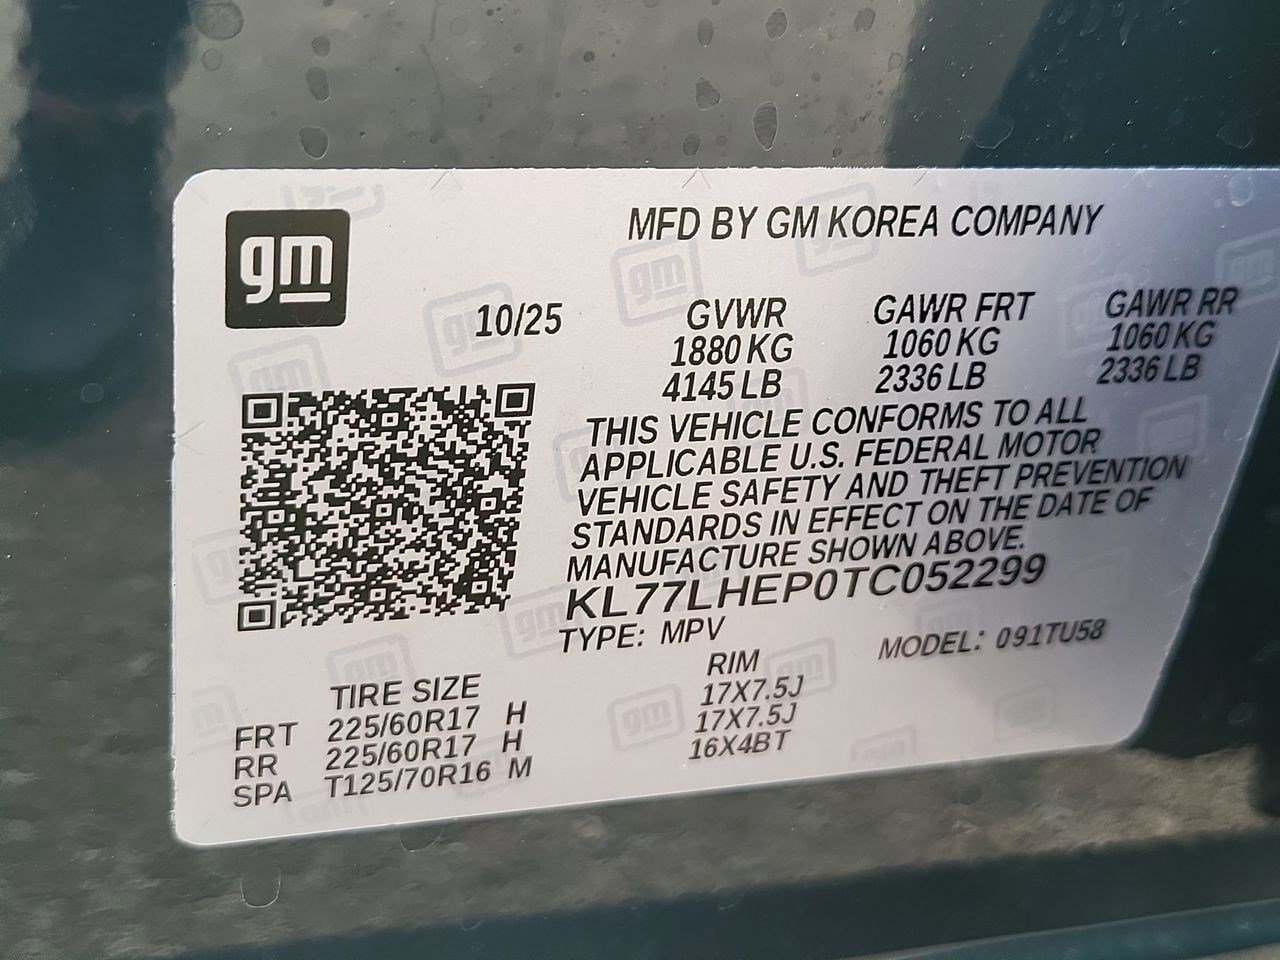 gm
MFD BY GM KOREA COMPANY
10/25
GVWR GAWR FRT GAWR RR
1880 KG 1060 KG 1060 KG
4145 LB 2336 LB 2336 LB
THIS VEHICLE CONFORMS TO ALL
APPLICABLE U.S. FEDERAL MOTOR
VEHICLE SAFETY AND THEFT PREVENTION
STANDARDS IN EFFECT ON THE DATE OF
MANUFACTURE SHOWN ABOVE.
KL77LHEP0TC052299
TYPE: MPV MODEL: 091TU58
TIRE SIZE RIM
FRT 225/60R17 H 17X7.5J
RR 225/60R17 H 17X7.5J
SPA T125/70R16 M 16X4BT